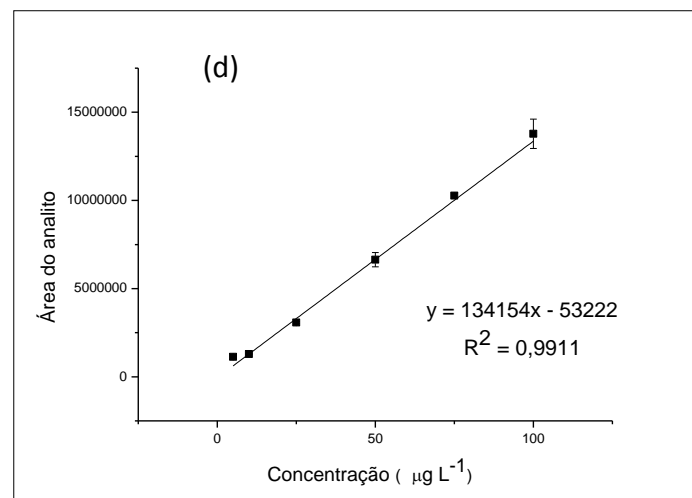 (d)
15000000
10000000
5000000
0
Área do analito
y = 134154x - 53222
R² = 0,9911
0
50
100
Concentração ( μg L⁻¹)